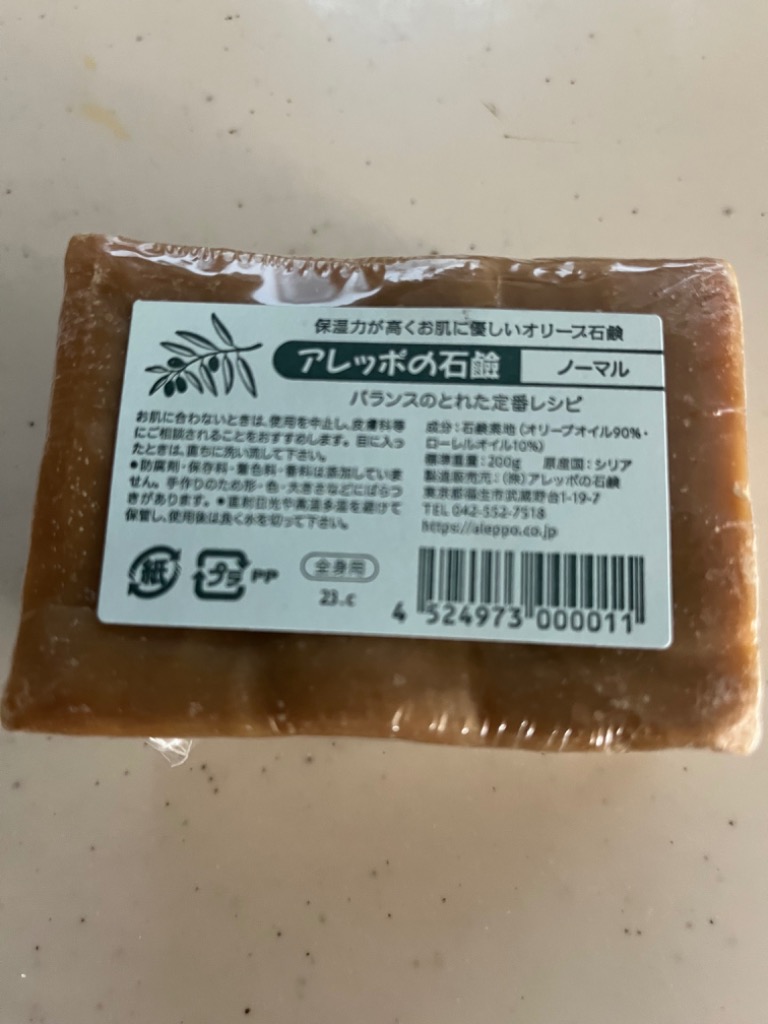 保湿力が高くお肌に優しいオリーブ石鹸
アレッポの石鹸 ノーマル
バランスのとれた定番レシピ
お肌に合わないときは、使用を中止し、皮膚科等
にご相談されることをおすすめします。目に入っ
たときは、直ちに洗い流して下さい。
●防腐剤・保存料・着色料・香料は添加していま
せん。手作りのため形・色・大きさなどにばらつ
きがあります。●直射日光や高温多湿を避けて
保管し、使用後は良く水を切って下さい。
成分：石鹸素地（オリーブオイル90%・
ローレルオイル10%）
標準重量：200g 原産国：シリア
製造販売元：（株）アレッポの石鹸
東京都福生市武蔵野台1-19-7
TEL 042-552-7518
https://aleppo.co.jp
紙 プラ PP
全身用
23.c
4 524973 000011